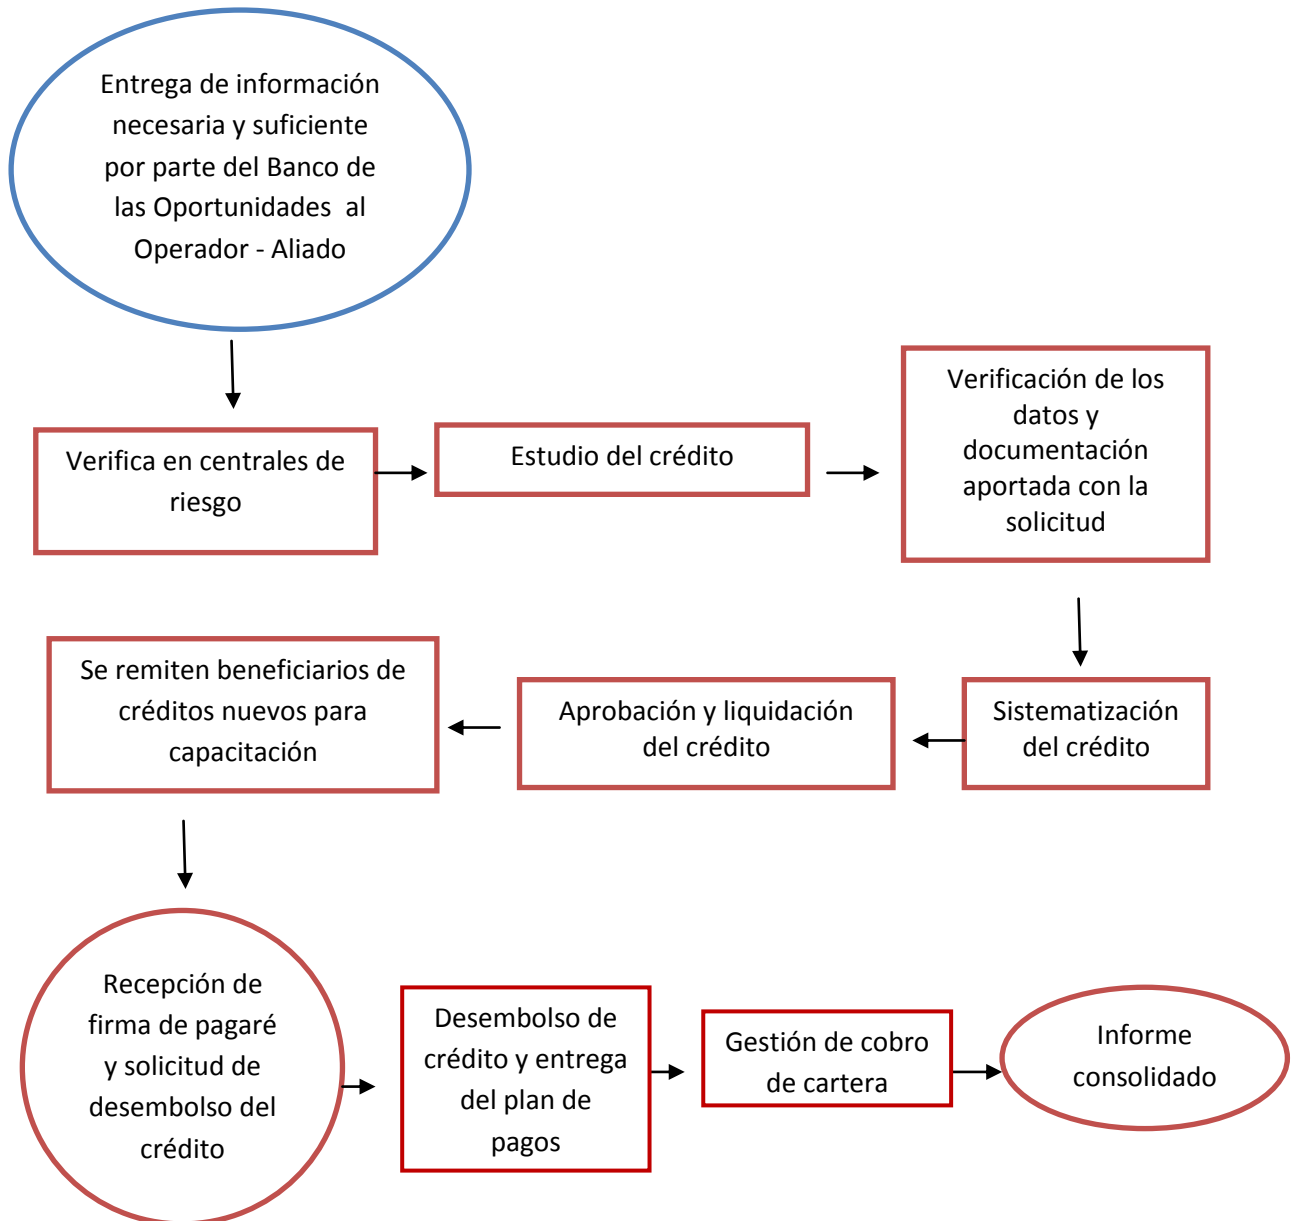 Entrega de información
necesaria y suficiente
por parte del Banco de
las Oportunidades al
Operador - Aliado
Verifica en centrales de
riesgo
Estudio del crédito
Verificación de los
datos y
documentación
aportada con la
solicitud
Sistematización
del crédito
Aprobación y liquidación
del crédito
Se remiten beneficiarios de
créditos nuevos para
capacitación
Recepción de
firma de pagaré
y solicitud de
desembolso del
crédito
Desembolso de
crédito y entrega
del plan de
pagos
Gestión de cobro
de cartera
Informe
consolidado